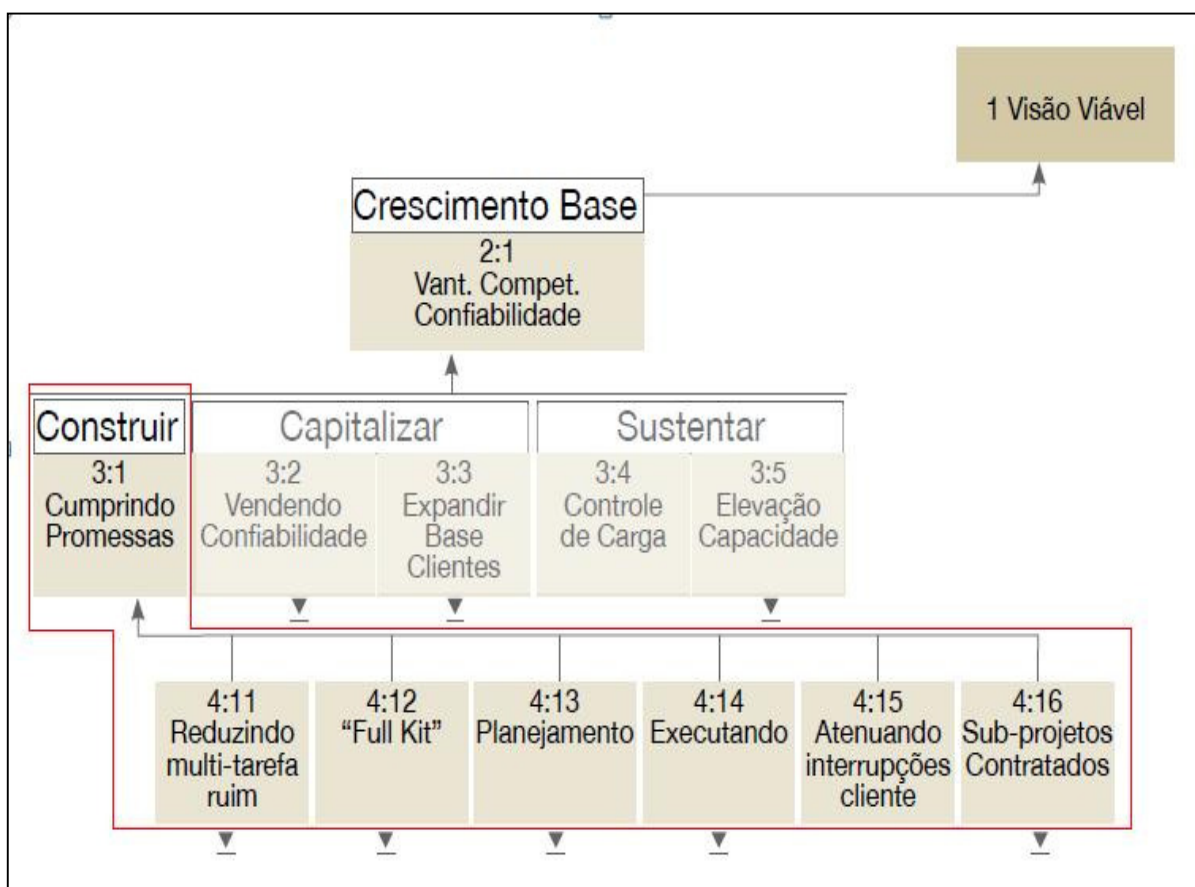 1 Visão Viável
Crescimento Base
2:1
Vant. Compet.
Confiabilidade
Construir
3:1
Cumprindo
Promessas
Capitalizar
3:2
Vendendo
Confiabilidade
3:3
Expandir
Base
Clientes
Sustentar
3:4
Controle
de Carga
3:5
Elevação
Capacidade
4:11
Reduzindo
multi-tarefa
ruim
4:12
“Full Kit”
4:13
Planejamento
4:14
Executando
4:15
Atenuando
interrupções
cliente
4:16
Sub-projetos
Contratados